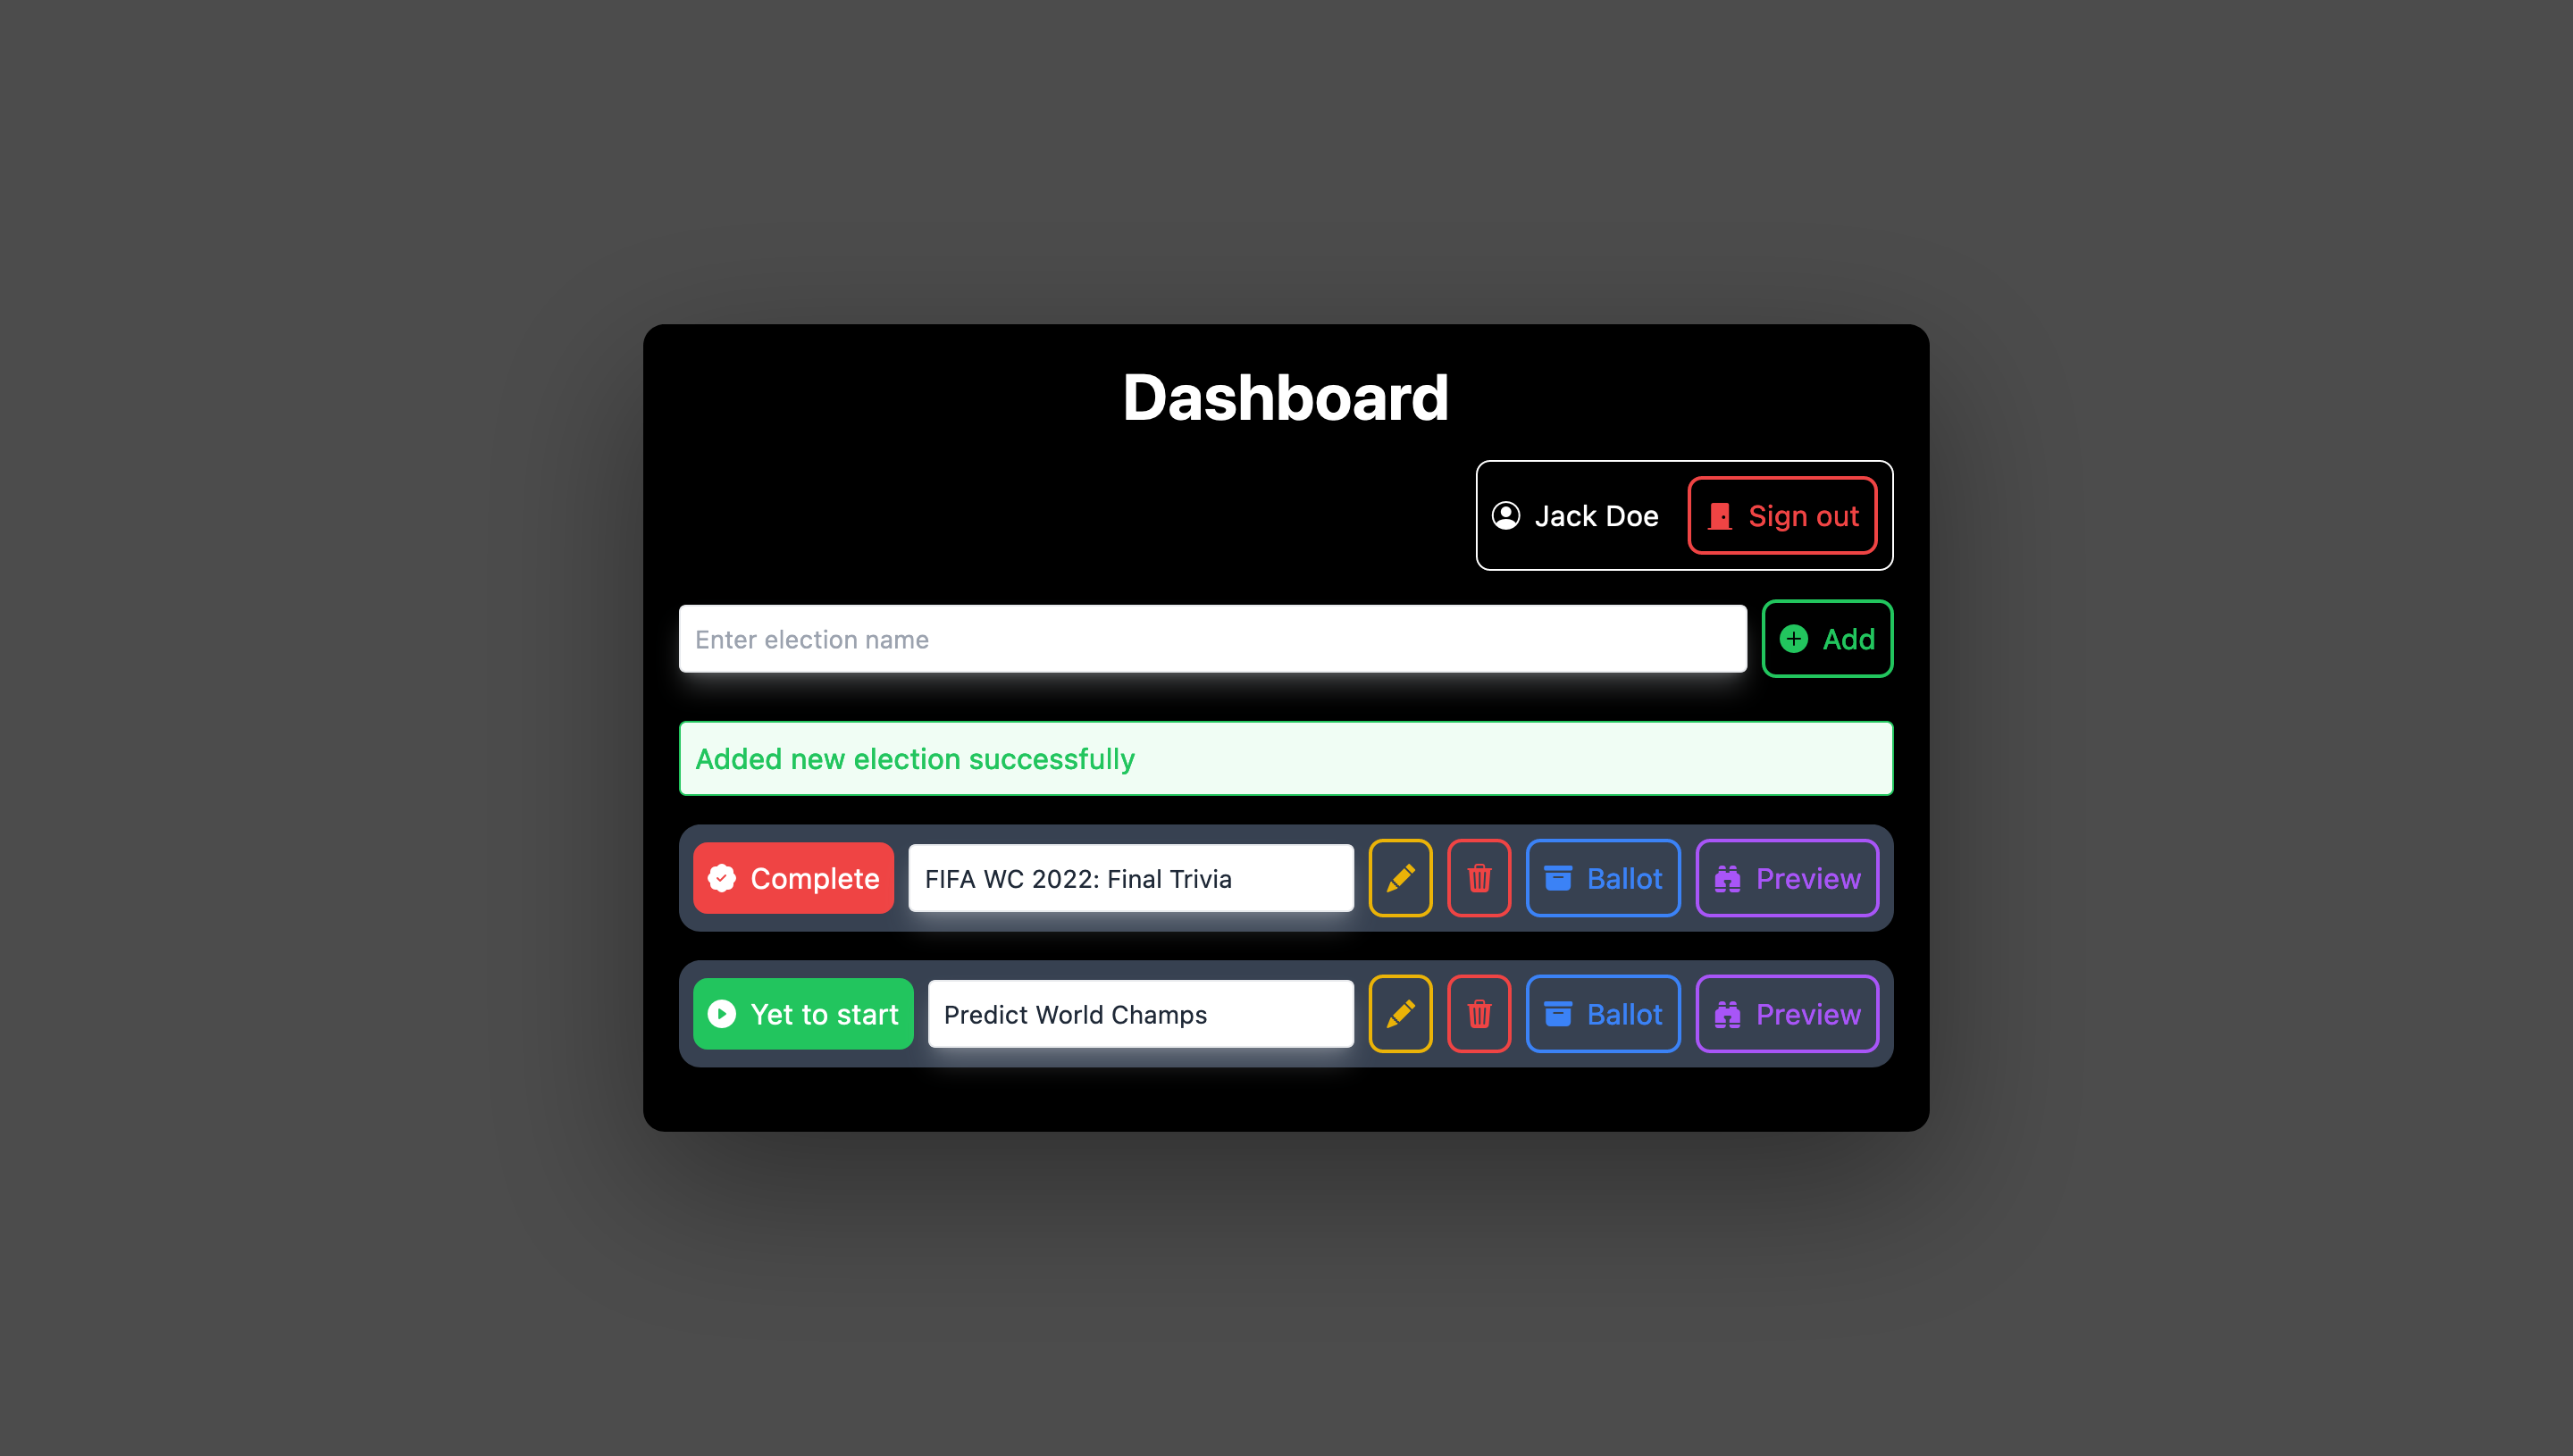 Dashboard
Jack Doe Sign out
Enter election name Add
Added new election successfully
Complete FIFA WC 2022: Final Trivia Ballot Preview
Yet to start Predict World Champs Ballot Preview